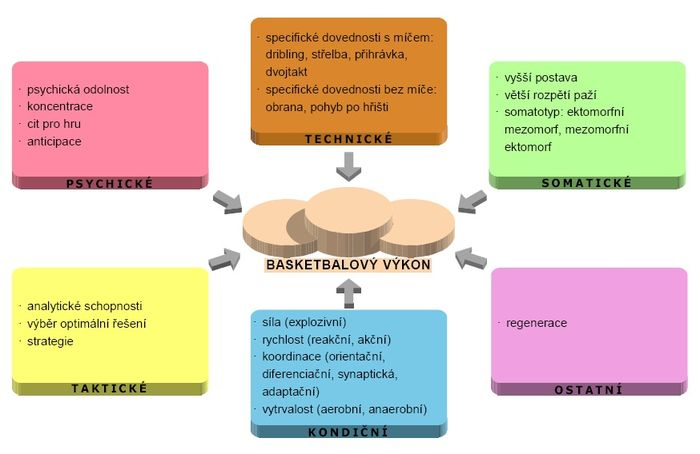 · psychická odolnost
· koncentrace
· cit pro hru
· anticipace
PSYCHICKÉ
· specifické dovednosti s míčem:
dribling, střelba, přihrávka,
dvojtakt
· specifické dovednosti bez míče:
obrana, pohyb po hřišti
TECHNICKÉ
· vyšší postava
· větší rozpětí paží
· somatotyp: ektomorfní
mezomorf, mezomorfní
ektomorf
SOMATICKÉ
BASKETBALOVÝ VÝKON
· analytické schopnosti
· výběr optimální řešení
· strategie
TAKTICKÉ
· síla (explozivní)
· rychlost (reakční, akční)
· koordinace (orientační,
diferenciační, synaptická,
adaptační)
· vytrvalost (aerobní, anaerobní)
KONDIČNÍ
· regenerace
OSTATNÍ